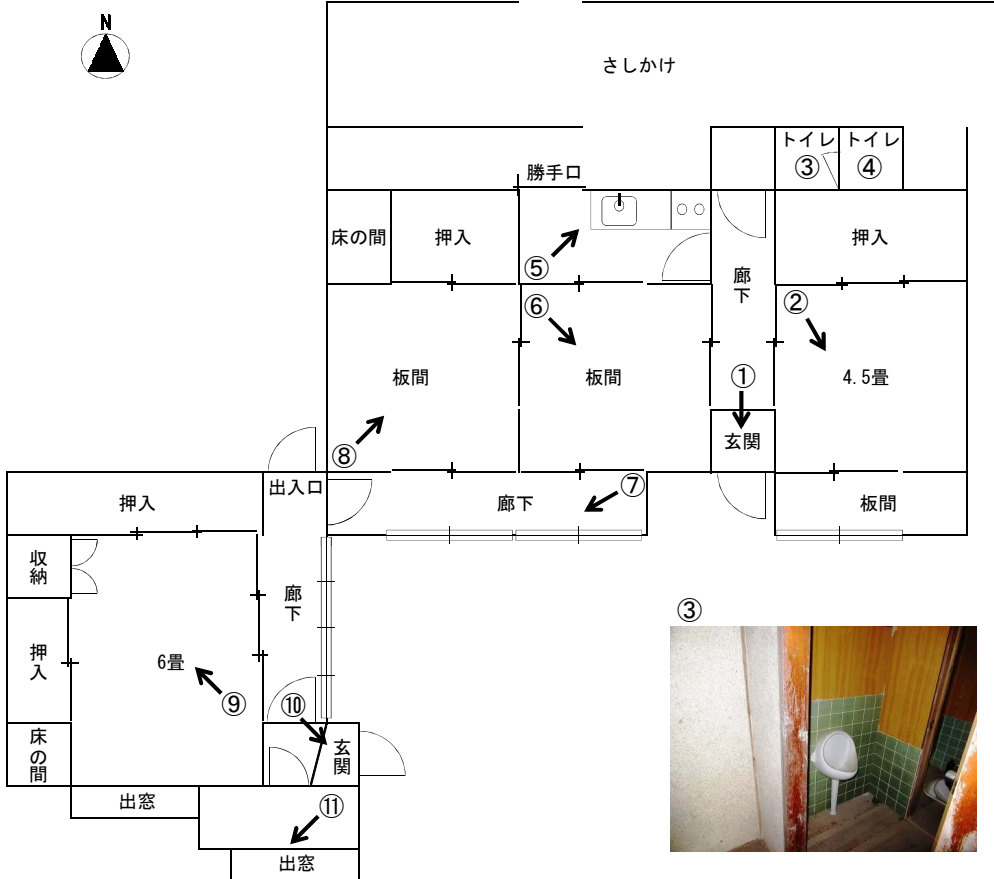 N
さしかけ
トイレ
トイレ
③
④
勝手口
床の間
押入
⑤
廊下
押入
⑥
②
板間
板間
①
4.5畳
⑧
玄関
出入口
押入
廊下
⑦
板間
収納
廊下
押入
6畳
⑨
⑩
床の間
玄関
出窓
⑪
出窓
③